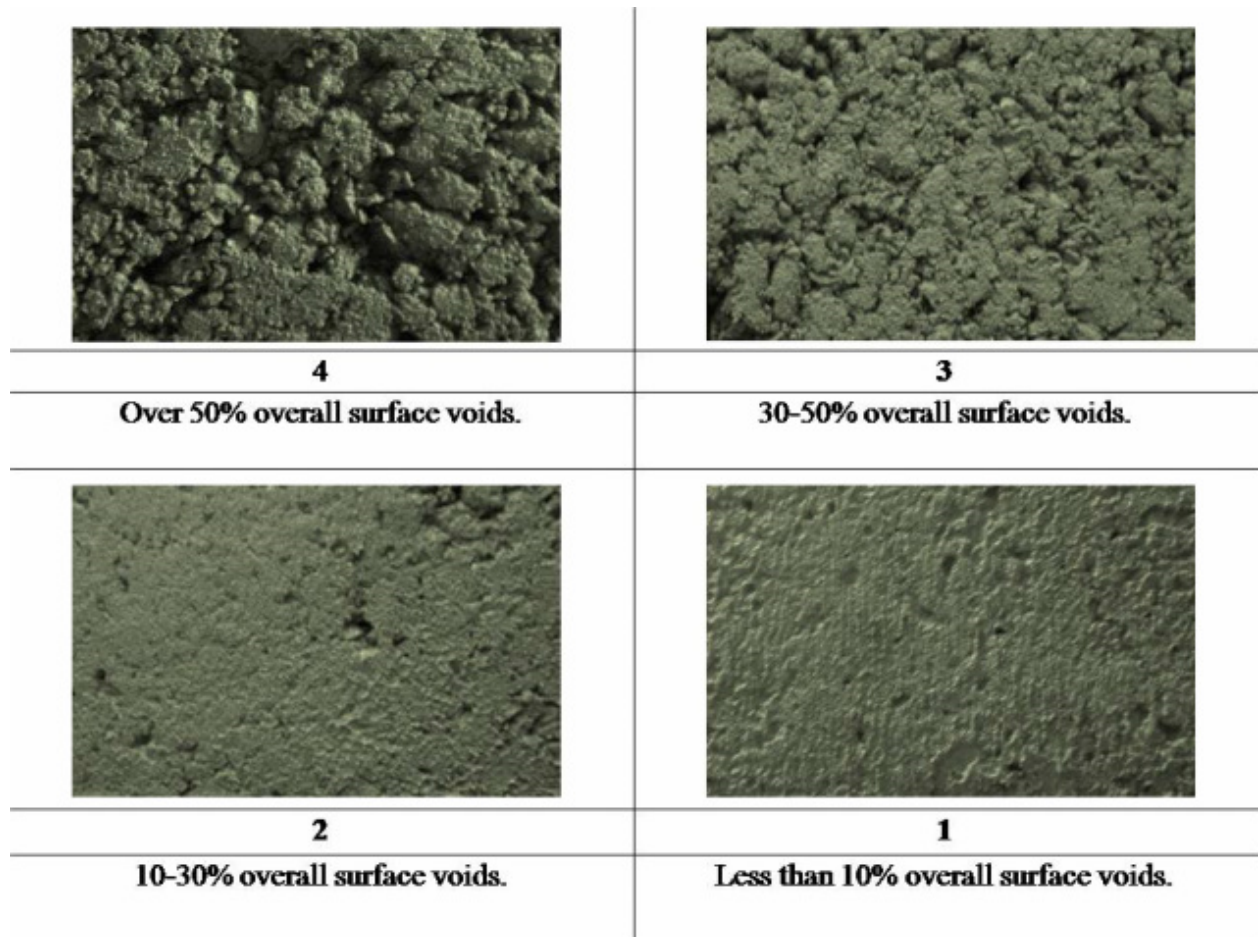 4
3
Over 50% overall surface voids.
30-50% overall surface voids.
2
1
10-30% overall surface voids.
Less than 10% overall surface voids.